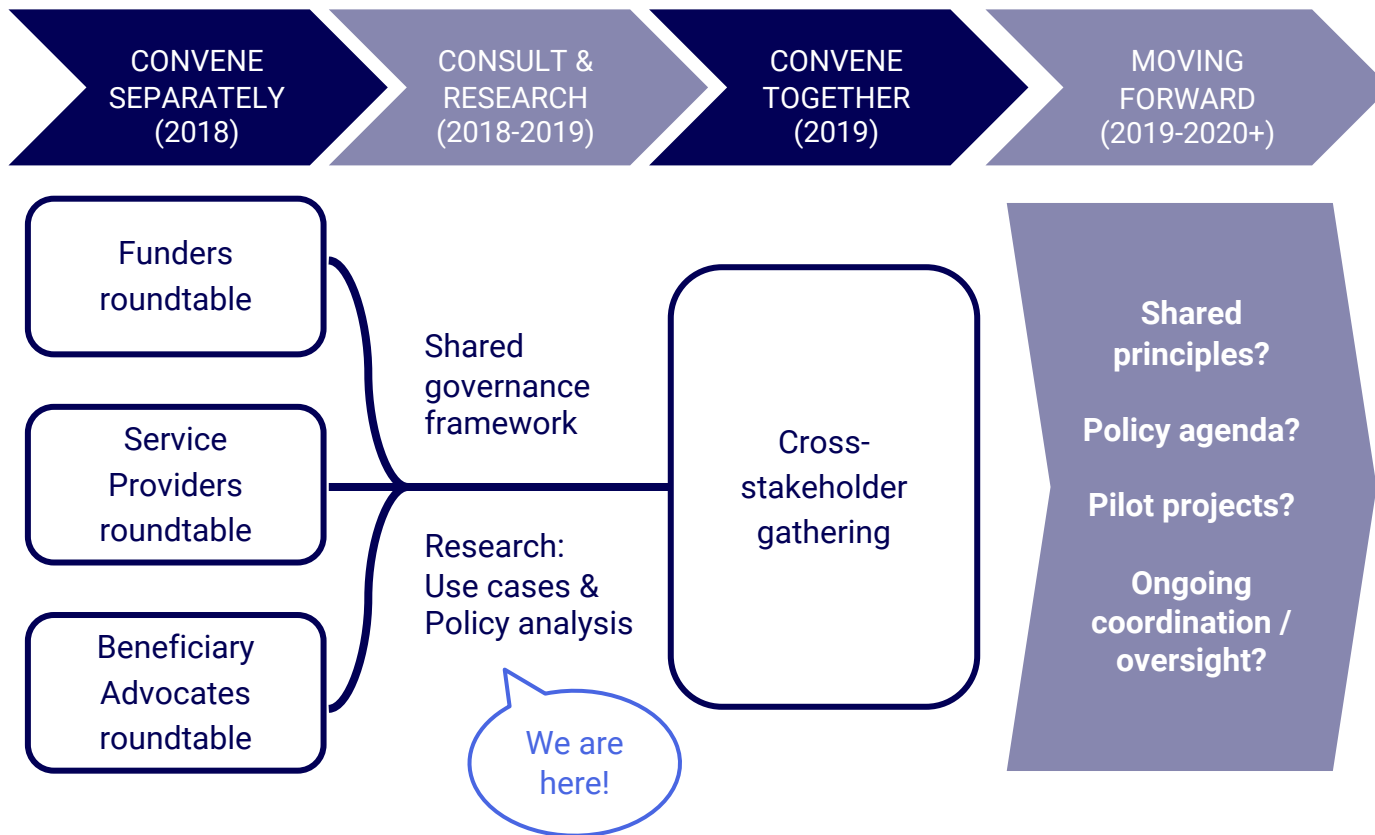 CONVENE
SEPARATELY
(2018)
CONSULT &
RESEARCH
(2018-2019)
CONVENE
TOGETHER
(2019)
MOVING
FORWARD
(2019-2020+)
Funders
roundtable
Service
Providers
roundtable
Beneficiary
Advocates
roundtable
Shared
governance
framework
Research:
Use cases &
Policy analysis
We are
here!
Cross-
stakeholder
gathering
Shared
principles?
Policy agenda?
Pilot projects?
Ongoing
coordination /
oversight?